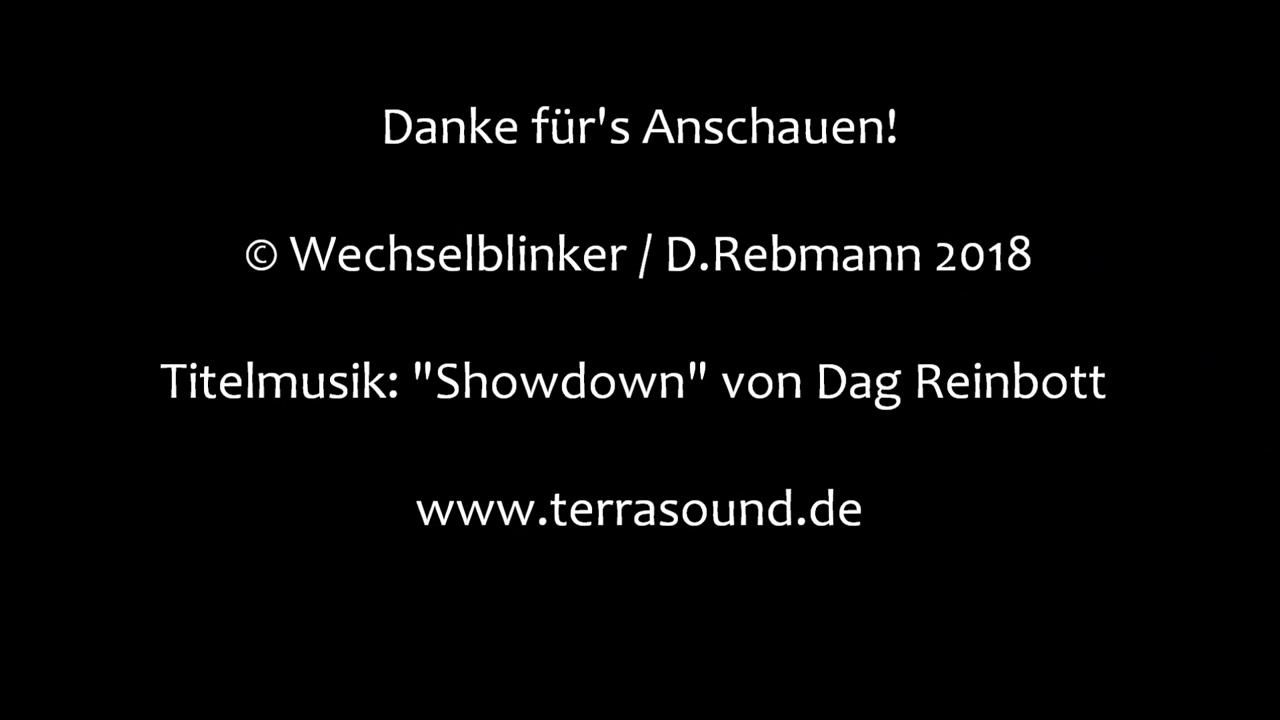 Danke für's Anschauen!
© Wechselblinker / D.Rebmann 2018
Titelmusik: "Showdown" von Dag Reinbott
www.terrasound.de